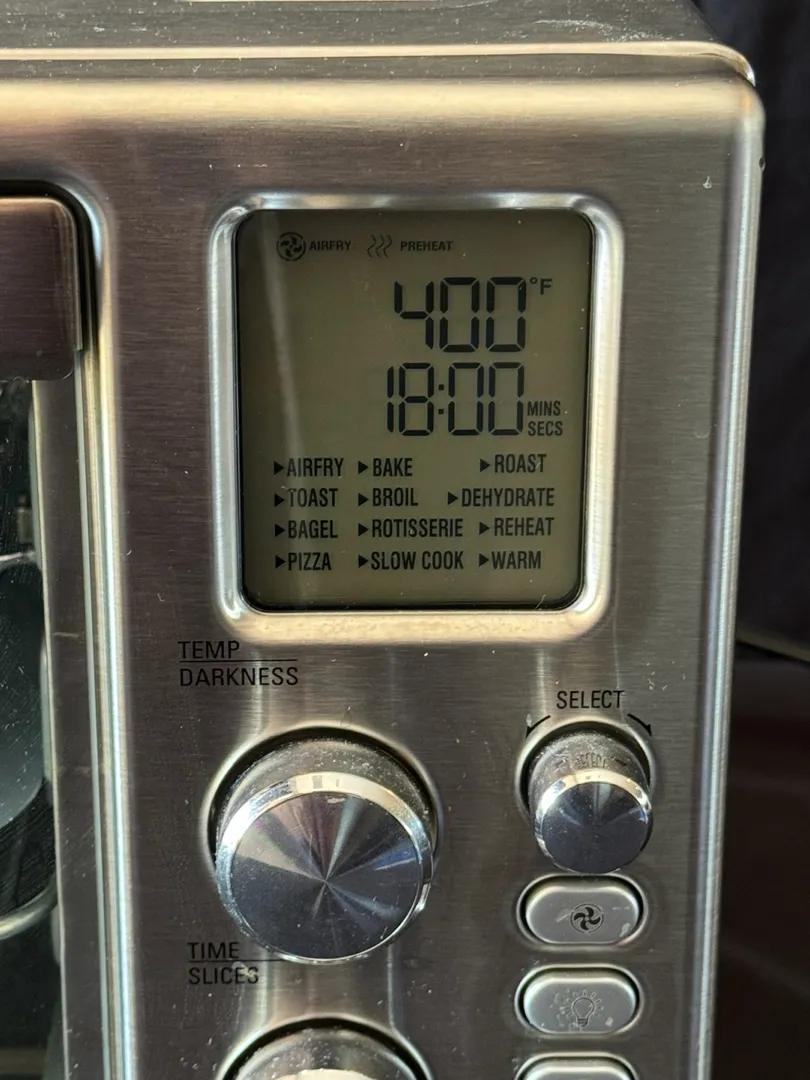 AIRFRY PREHEAT
400°F
18:00 MINS SECS
▶AIRFRY ▶BAKE ▶ROAST
▶TOAST ▶BROIL ▶DEHYDRATE
▶BAGEL ▶ROTISSERIE ▶REHEAT
▶PIZZA ▶SLOW COOK ▶WARM
TEMP
DARKNESS
SELECT
TIME
SLICES